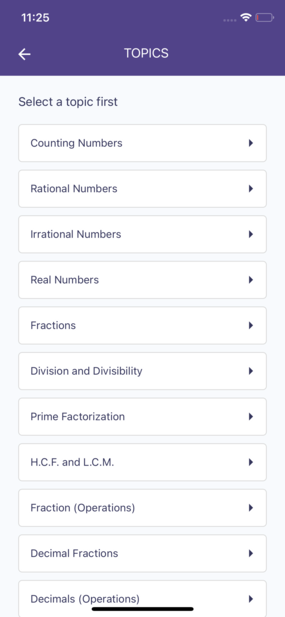 11:25
TOPICS
Select a topic first
Counting Numbers
Rational Numbers
Irrational Numbers
Real Numbers
Fractions
Division and Divisibility
Prime Factorization
H.C.F. and L.C.M.
Fraction (Operations)
Decimal Fractions
Decimals (Operations)